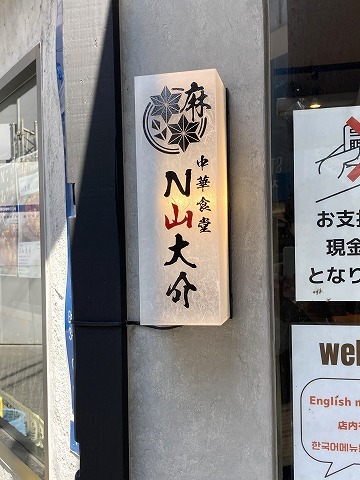 麻
中華食堂
N山大介
お支
現金
となり
wel
English m
店内
한국어메뉴